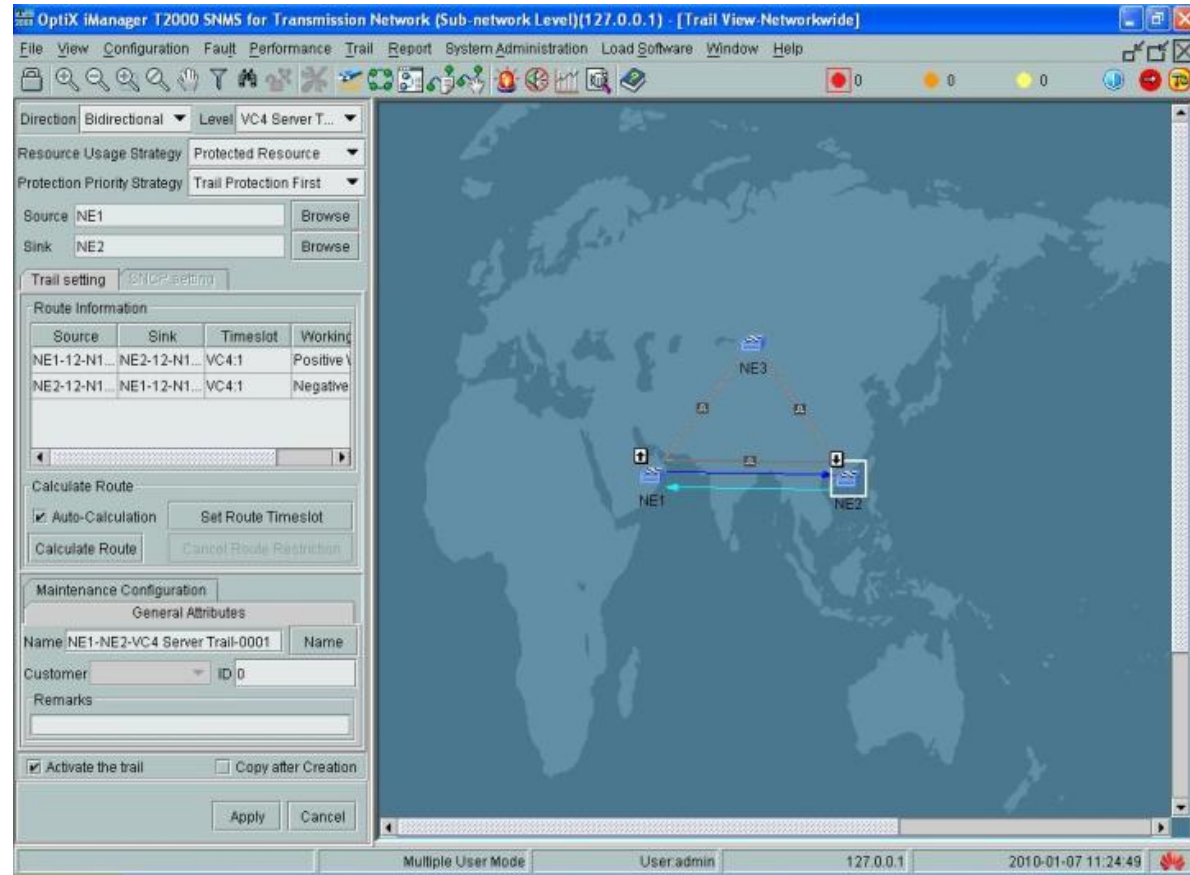 OptiX iManager T2000 SNMS for Transmission Network (Sub-network Level)(127.0.0.1) - [Trail View-Networkwide]
File View Configuration Fault Performance Trail Report System Administration Load Software Window Help
0 0 0
Direction Bidirectional Level VC4 Server T...
Resource Usage Strategy Protected Resource
Protection Priority Strategy Trail Protection First
Source NE1 Browse
Sink NE2 Browse
Trail setting SNCP setting
Route Information
Source Sink Timeslot Working
NE1-12-N1... NE2-12-N1... VC4:1 Positive
NE2-12-N1... NE1-12-N1... VC4:1 Negative
Calculate Route
Auto-Calculation Set Route Timeslot
Calculate Route Cancel Route Restriction
Maintenance Configuration
General Attributes
Name NE1-NE2-VC4 Server Trail-0001 Name
Customer ID 0
Remarks
Activate the trail Copy after Creation
Apply Cancel
NE3
NE1
NE2
Multiple User Mode User:admin 127.0.0.1 2010-01-07 11:24:49